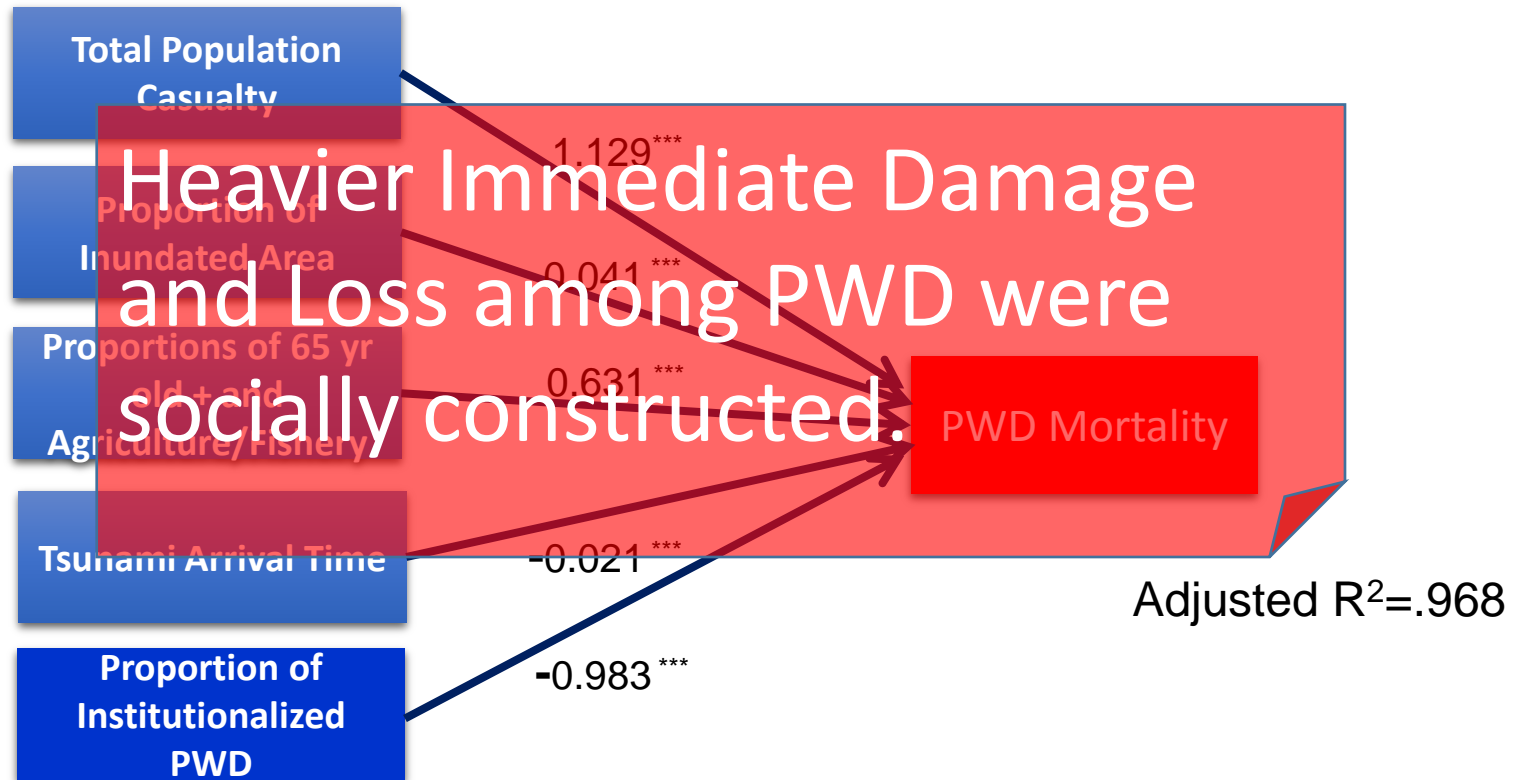 Total Population
Casualty
1.129***
Heavier Immediate Damage
and Loss among PWD were
socially constructed.
Proportion of
Inundated Area
0.041 ***
Proportions of 65 yr
old + and
Agriculture/Fishery
0.631 ***
PWD Mortality
Tsunami Arrival Time
-0.021 ***
Adjusted R²=.968
Proportion of
Institutionalized
PWD
-0.983 ***